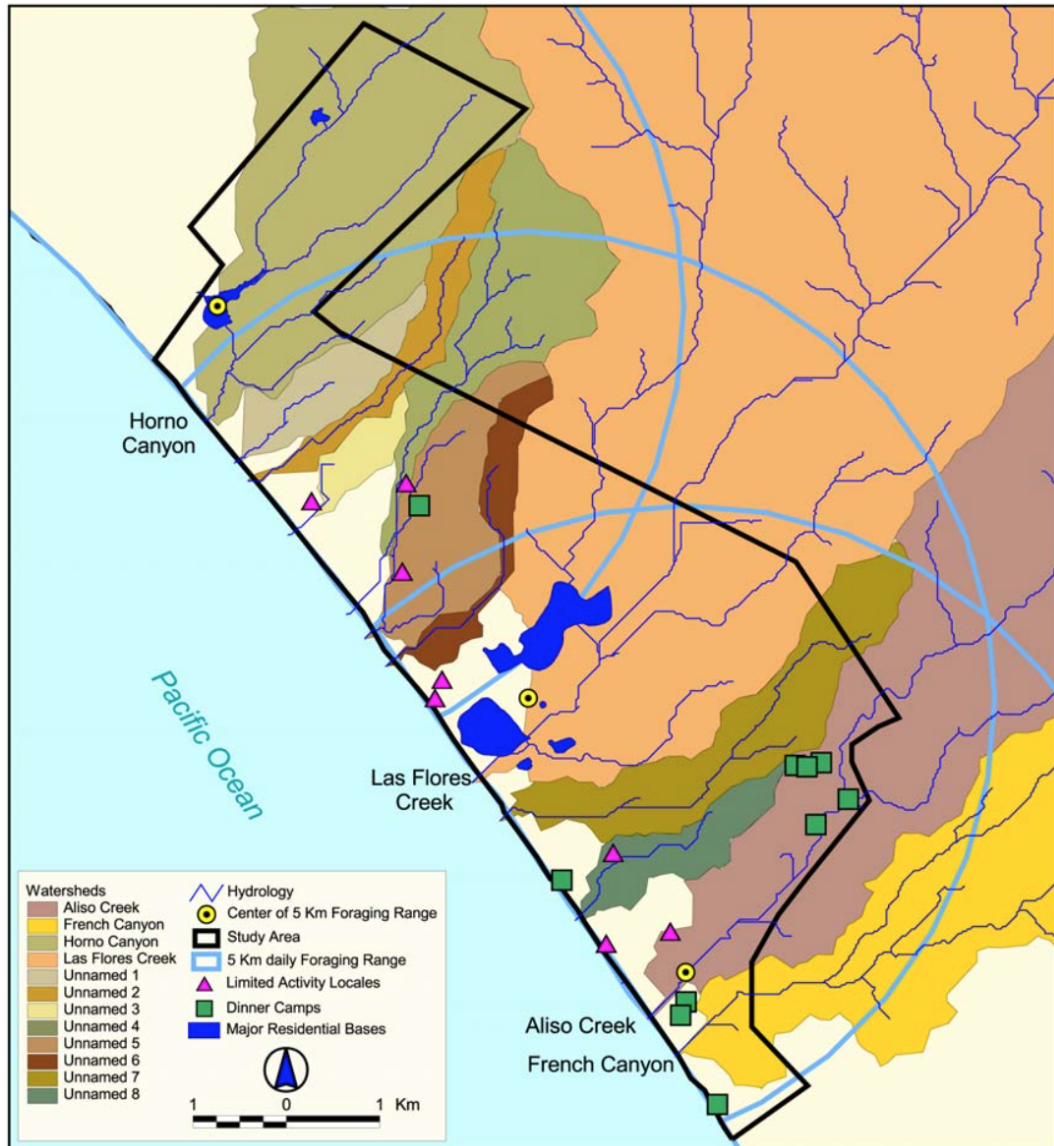 Horno
Canyon
Pacific Ocean
Las Flores
Creek
Aliso Creek
French Canyon
Watersheds
Aliso Creek
French Canyon
Horno Canyon
Las Flores Creek
Unnamed 1
Unnamed 2
Unnamed 3
Unnamed 4
Unnamed 5
Unnamed 6
Unnamed 7
Unnamed 8
Hydrology
Center of 5 Km Foraging Range
Study Area
5 Km daily Foraging Range
Limited Activity Locales
Dinner Camps
Major Residential Bases
1 0 1 Km